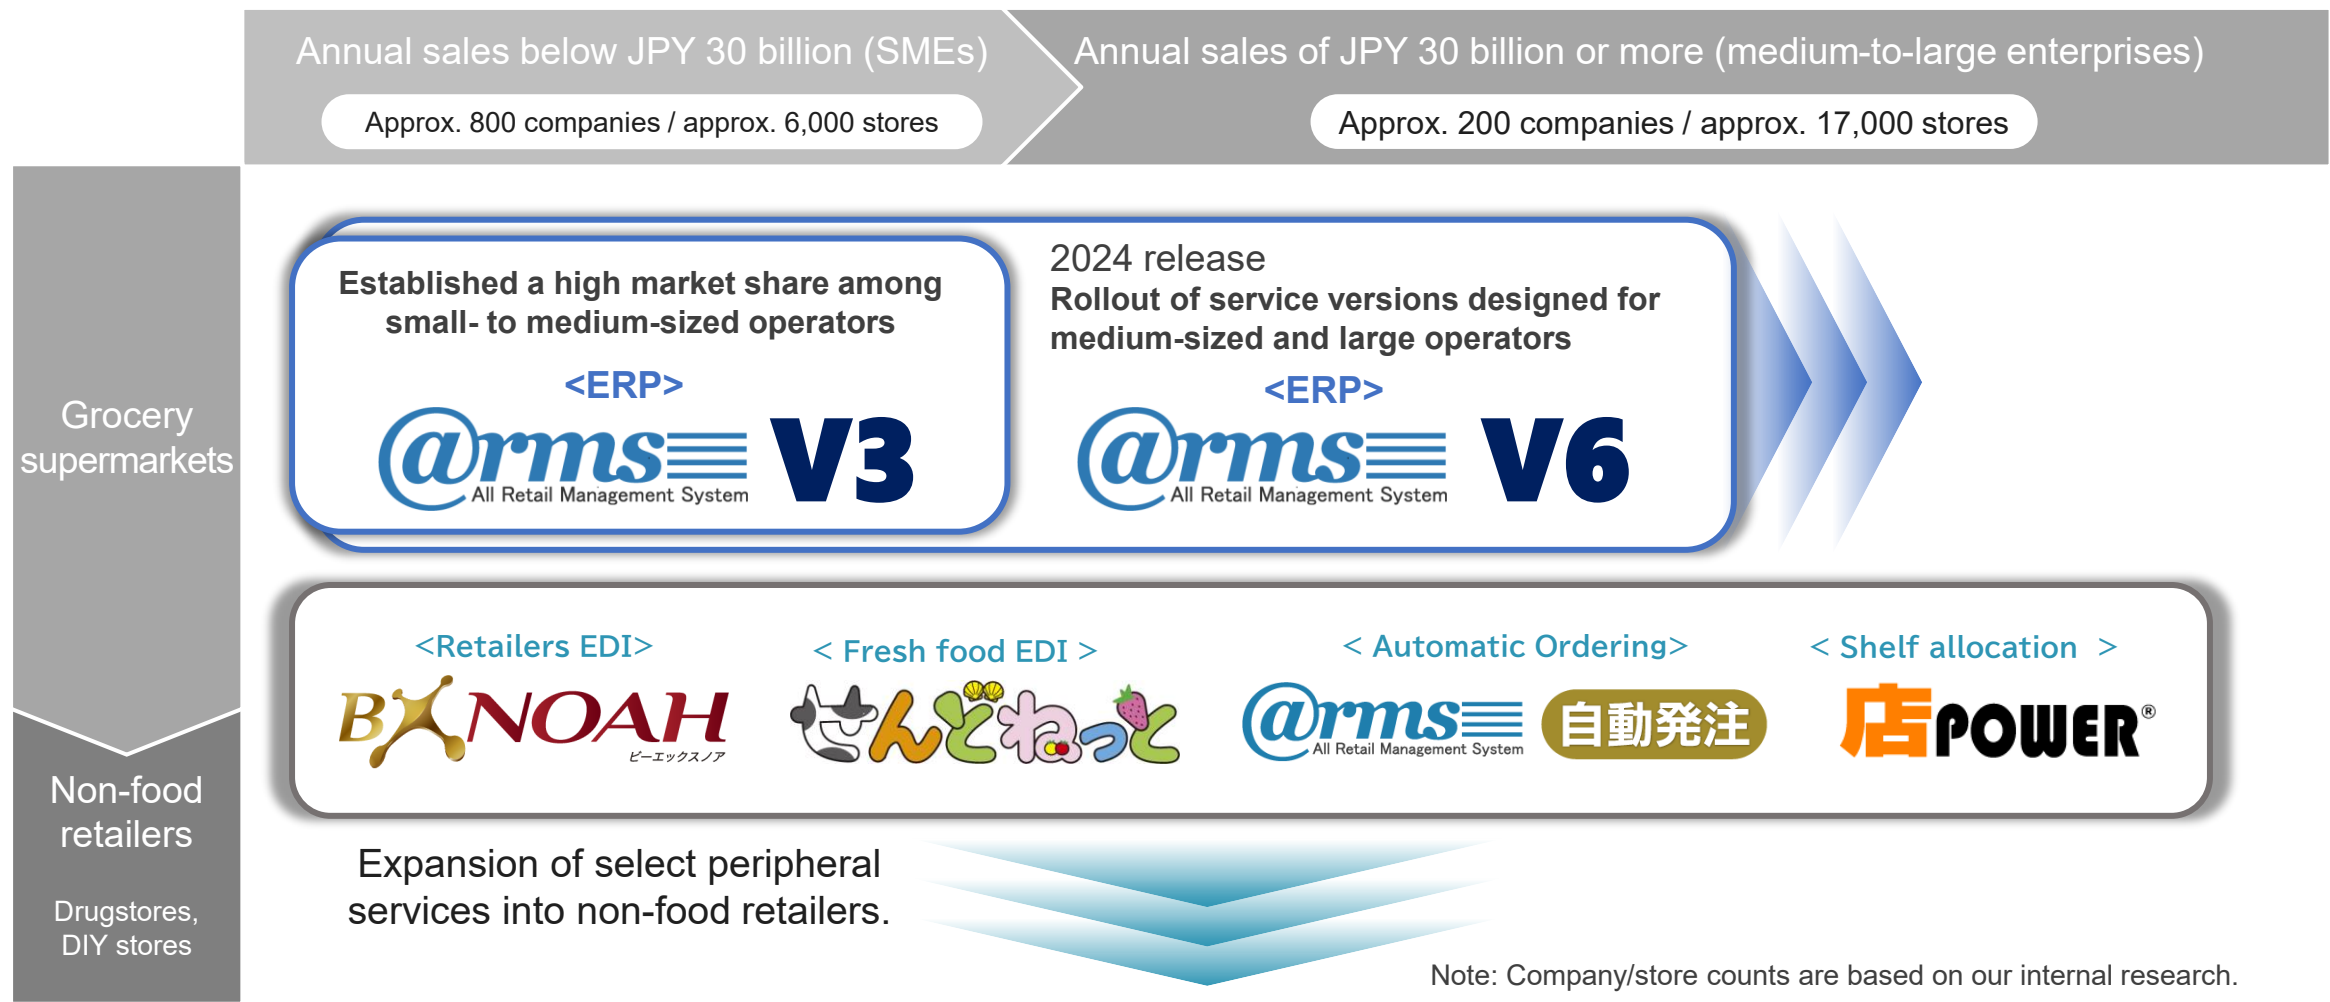 Annual sales below JPY 30 billion (SMEs)
Approx. 800 companies / approx. 6,000 stores
Annual sales of JPY 30 billion or more (medium-to-large enterprises)
Approx. 200 companies / approx. 17,000 stores
Grocery
supermarkets
Established a high market share among
small- to medium-sized operators
<ERP>
@rms V3
All Retail Management System
2024 release
Rollout of service versions designed for
medium-sized and large operators
<ERP>
@rms V6
All Retail Management System
<Retailers EDI>
BXNOAH
ビーエックスノア
< Fresh food EDI >
せんどねっと
< Automatic Ordering>
@rms 自動発注
All Retail Management System
< Shelf allocation >
店POWER®
Non-food
retailers
Drugstores,
DIY stores
Expansion of select peripheral
services into non-food retailers.
Note: Company/store counts are based on our internal research.